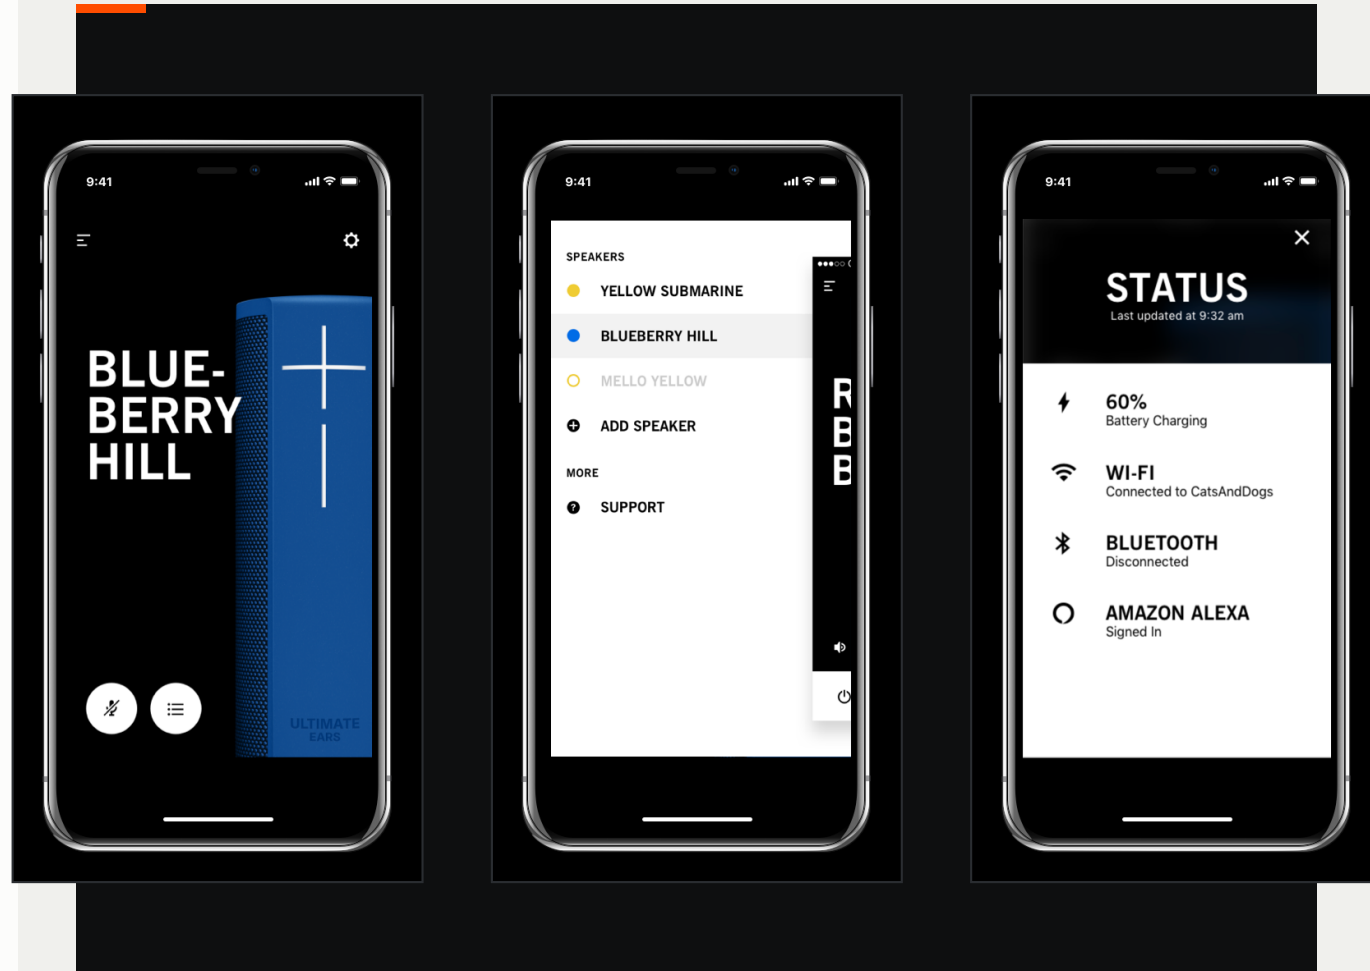 9:41
BLUE-
BERRY
HILL
ULTIMATE
EARS
9:41
SPEAKERS
YELLOW SUBMARINE
BLUEBERRY HILL
MELLO YELLOW
ADD SPEAKER
MORE
SUPPORT
R
B
B
9:41
STATUS
Last updated at 9:32 am
60%
Battery Charging
WI-FI
Connected to CatsAndDogs
BLUETOOTH
Disconnected
AMAZON ALEXA
Signed In